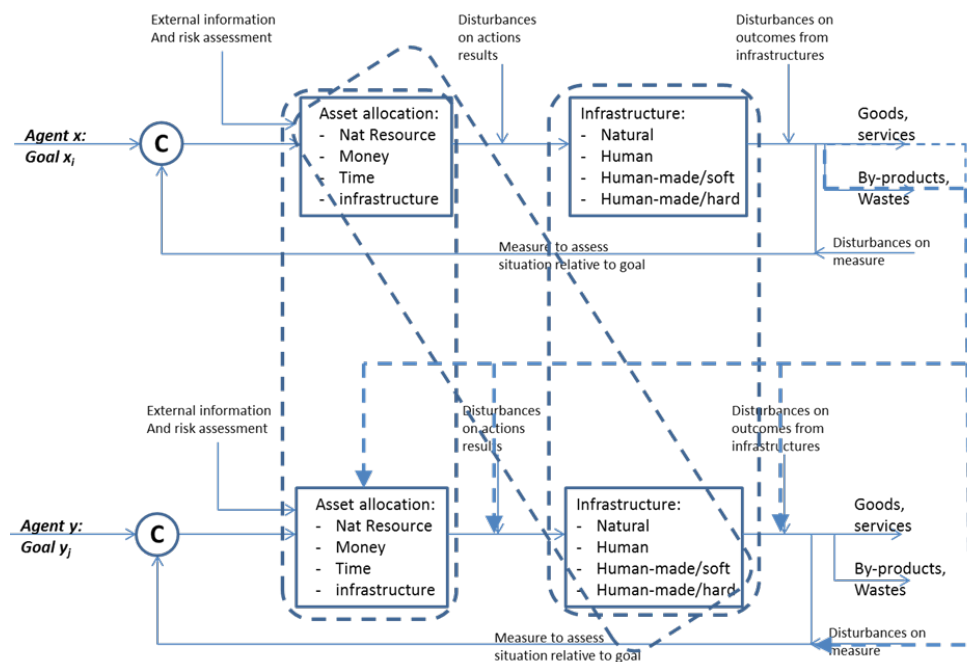 External information
And risk assessment
Disturbances
on actions
results
Disturbances on
outcomes from
infrastructures
Agent x:
Goal xi
C
Asset allocation:
- Nat Resource
- Money
- Time
- infrastructure
Infrastructure:
- Natural
- Human
- Human-made/soft
- Human-made/hard
Goods,
services
By-products,
Wastes
Measure to assess
situation relative to goal
Disturbances on
measure
External information
And risk assessment
Disturbances
on actions
results
Disturbances on
outcomes from
infrastructures
Agent y:
Goal yj
C
Asset allocation:
- Nat Resource
- Money
- Time
- infrastructure
Infrastructure:
- Natural
- Human
- Human-made/soft
- Human-made/hard
Goods,
services
By-products,
Wastes
Measure to assess
situation relative to goal
Disturbances on
measure